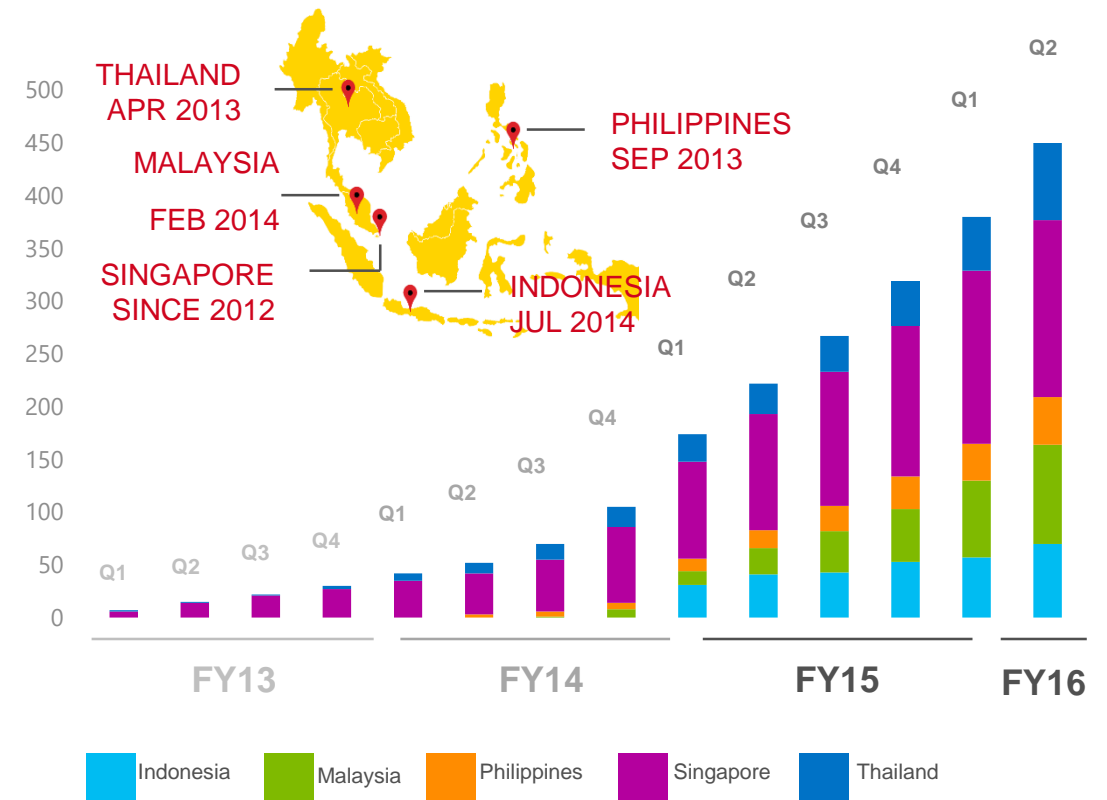 THAILAND
APR 2013
MALAYSIA
FEB 2014
SINGAPORE
SINCE 2012
PHILIPPINES
SEP 2013
INDONESIA
JUL 2014
500
450
400
350
300
250
200
150
100
50
0
Q1
Q2
Q3
Q4
Q1
Q2
Q3
Q4
Q1
Q2
Q3
Q4
Q1
Q2
FY13
FY14
FY15
FY16
Indonesia
Malaysia
Philippines
Singapore
Thailand